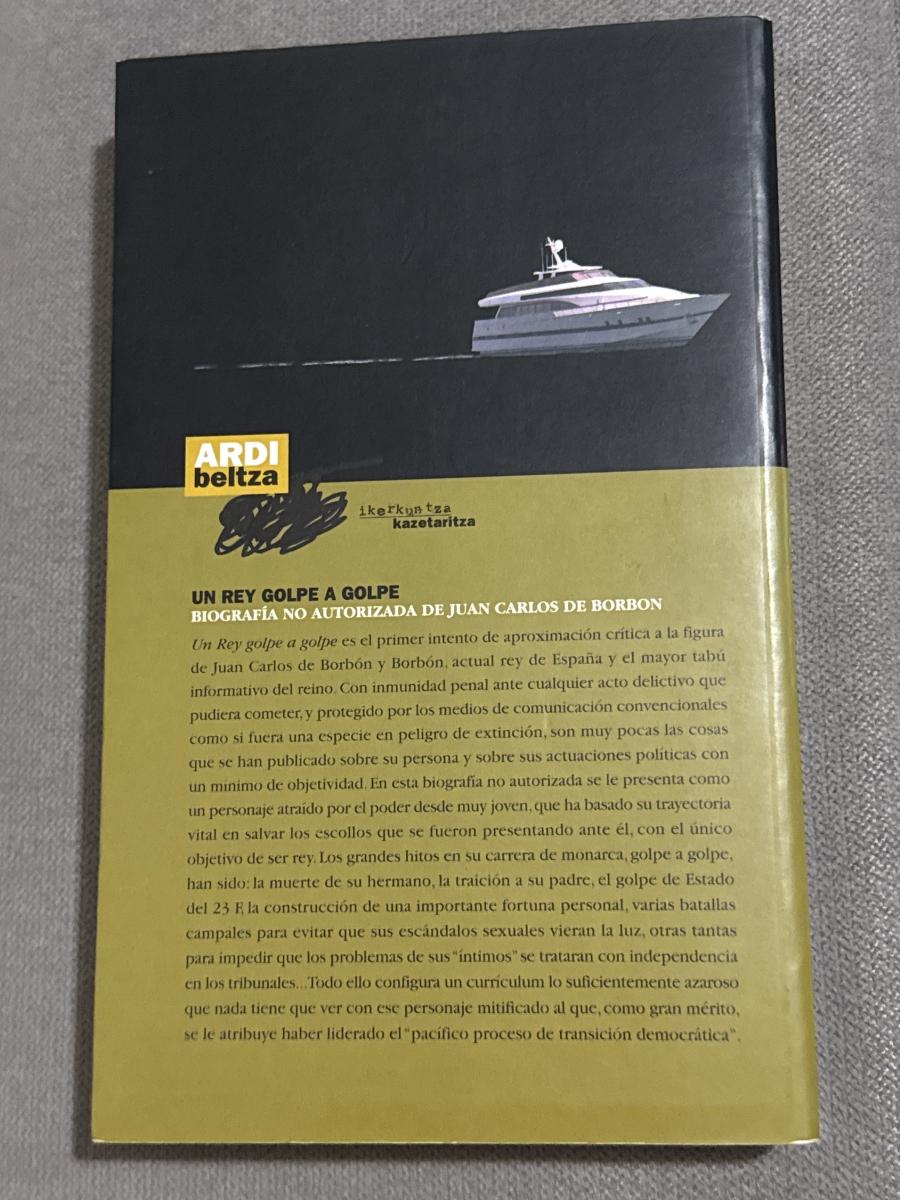 ARDI
beltza
ikerkuntza
kazetaritza
UN REY GOLPE A GOLPE
BIOGRAFÍA NO AUTORIZADA DE JUAN CARLOS DE BORBON
Un Rey golpe a golpe es el primer intento de aproximación crítica a la figura
de Juan Carlos de Borbón y Borbón, actual rey de España y el mayor tabú
informativo del reino. Con inmunidad penal ante cualquier acto delictivo que
pudiera cometer, y protegido por los medios de comunicación convencionales
como si fuera una especie en peligro de extinción, son muy pocas las cosas
que se han publicado sobre su persona y sobre sus actuaciones políticas con
un mínimo de objetividad. En esta biografía no autorizada se le presenta como
un personaje atraído por el poder desde muy joven, que ha basado su trayectoria
vital en salvar los escollos que se fueron presentando ante él, con el único
objetivo de ser rey. Los grandes hitos en su carrera de monarca, golpe a golpe,
han sido: la muerte de su hermano, la traición a su padre, el golpe de Estado
del 23 F, la construcción de una importante fortuna personal, varias batallas
campales para evitar que sus escándalos sexuales vieran la luz, otras tantas
para impedir que los problemas de sus "íntimos" se trataran con independencia
en los tribunales... Todo ello configura un currículum lo suficientemente azaroso
que nada tiene que ver con ese personaje mitificado al que, como gran mérito,
se le atribuye haber liderado el "pacífico proceso de transición democrática".